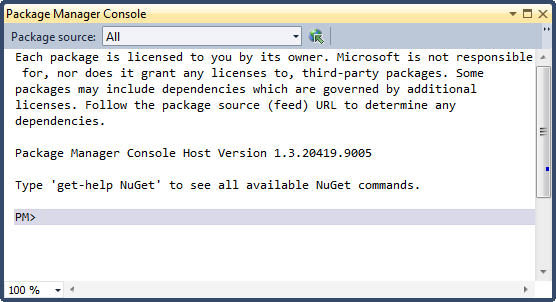 Package Manager Console
Package source: All
Each package is licensed to you by its owner. Microsoft is not responsible
for, nor does it grant any licenses to, third-party packages. Some
packages may include dependencies which are governed by additional
licenses. Follow the package source (feed) URL to determine any
dependencies.
Package Manager Console Host Version 1.3.20419.9005
Type 'get-help NuGet' to see all available NuGet commands.
PM>
100 %